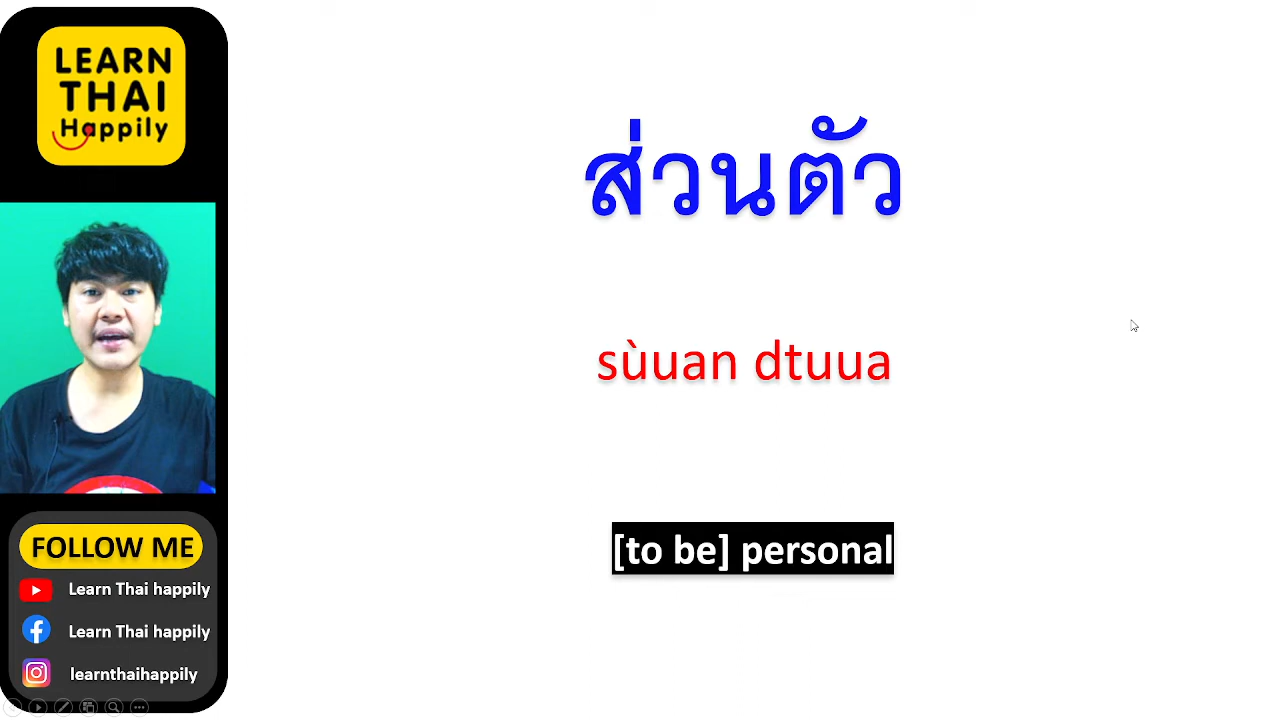 LEARN
THAI
Happily
ส่วนตัว
sùuan dtuua
[to be] personal
FOLLOW ME
Learn Thai happily
Learn Thai happily
learnthaihappily